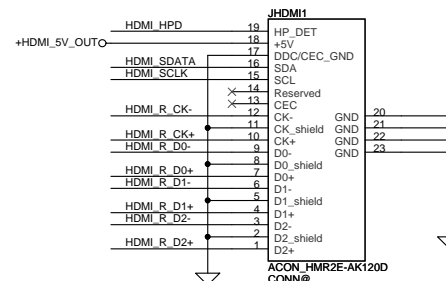 JHDMI1
HDMI_HPD 19 HP_DET
+HDMI_5V_OUT 18 +5V
17 DDC/CEC_GND
HDMI_SDATA 16 SDA
HDMI_SCLK 15 SCL
14 Reserved
13 CEC
HDMI_R_CK- 12 CK- GND 20
11 CK_shield GND 21
HDMI_R_CK+ 10 CK+ GND 22
HDMI_R_D0- 9 D0- GND 23
8 D0_shield
HDMI_R_D0+ 7 D0+
HDMI_R_D1- 6 D1-
5 D1_shield
HDMI_R_D1+ 4 D1+
HDMI_R_D2- 3 D2-
2 D2_shield
HDMI_R_D2+ 1 D2+
ACON_HMR2E-AK120D
CONN@